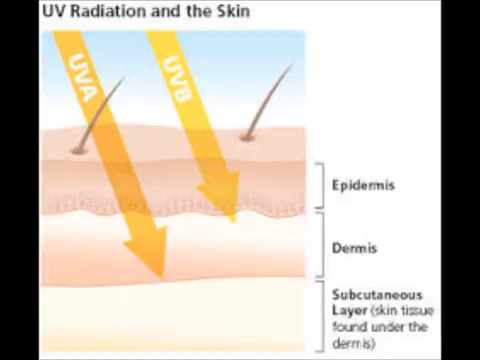 UV Radiation and the Skin
UVA
UVB
Epidermis
Dermis
Subcutaneous
Layer (skin tissue
found under the
dermis)